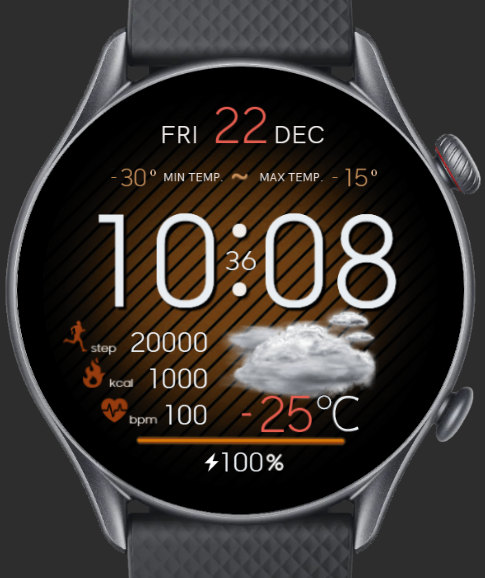 FRI 22 DEC
-30° MIN TEMP. ~ MAX TEMP. -15°
10:08
36
step 20000
kcal 1000
bpm 100
-25°C
100%